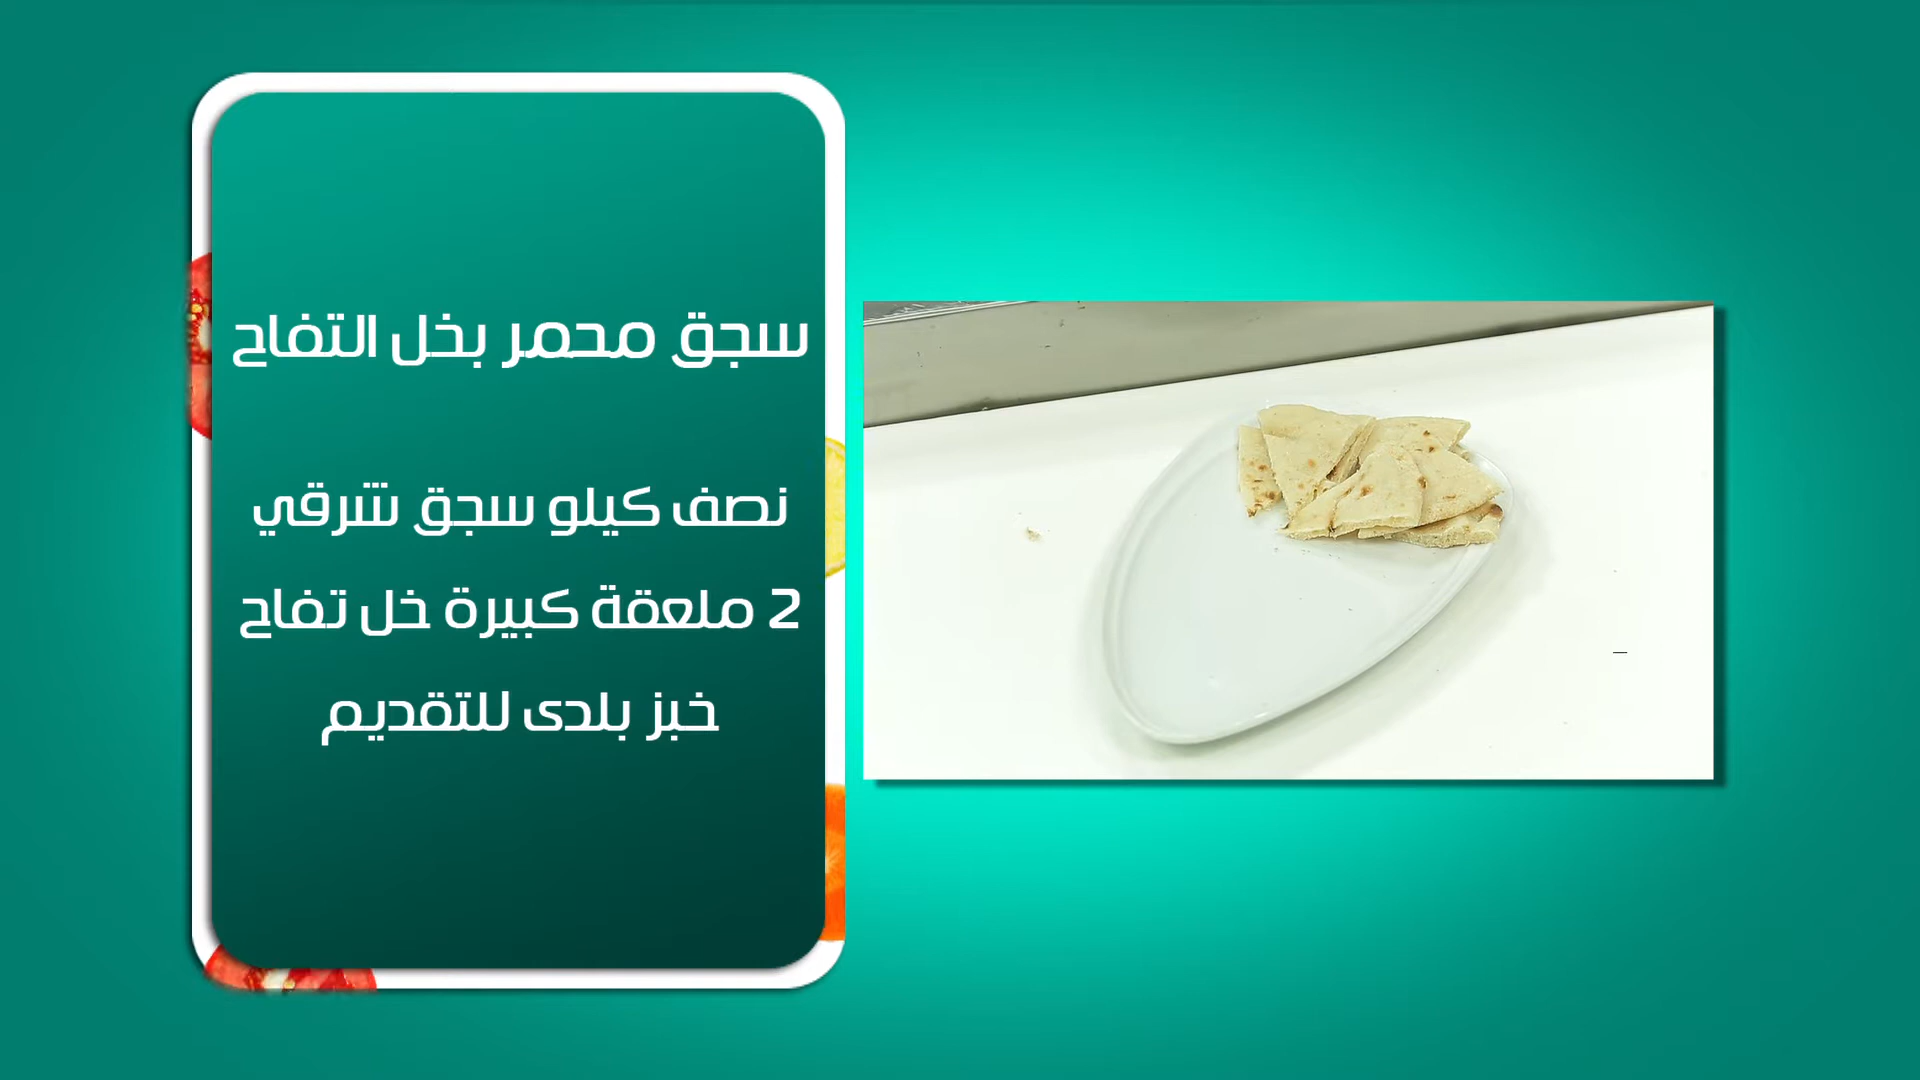 سجق محمر بخل التفاح
نصف كيلو سجق شرقي
2 ملعقة كبيرة خل تفاح
خبز بلدى للتقديم